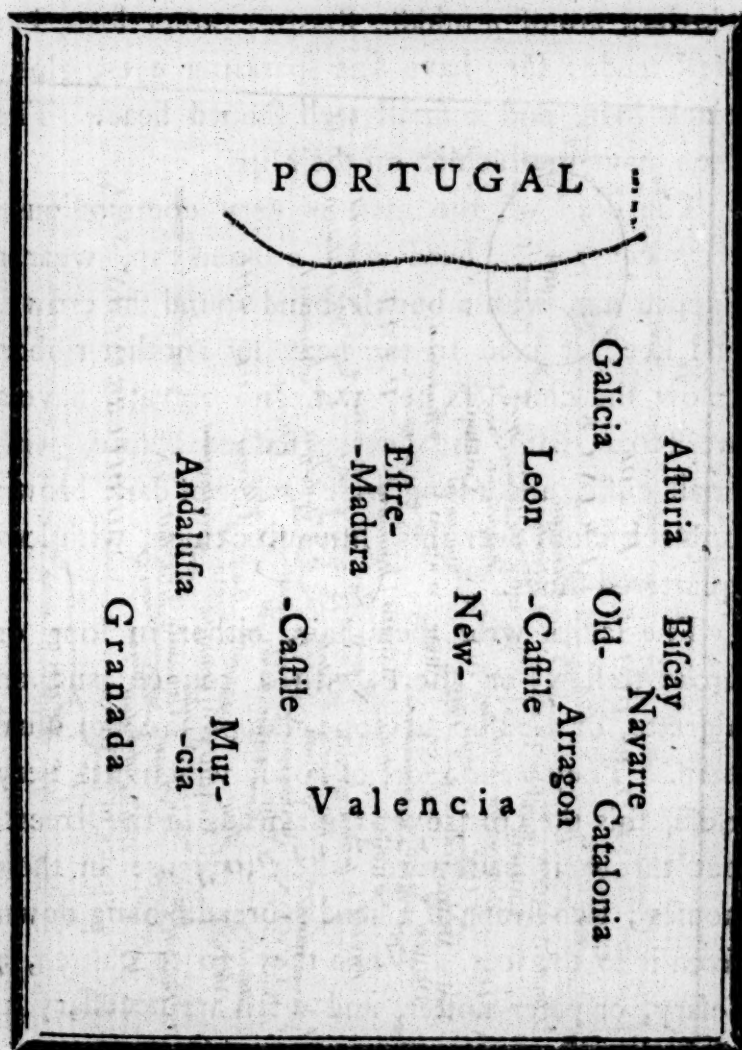 PORTUGAL
Galicia
Aſturia
Leon
Eſtre-
-Madura
Andaluſia
Biſcay
Old-
-Caſtile
New-
-Caſtile
Granada
Navarre
Arragon
Mur-
-cia
Valencia
Catalonia